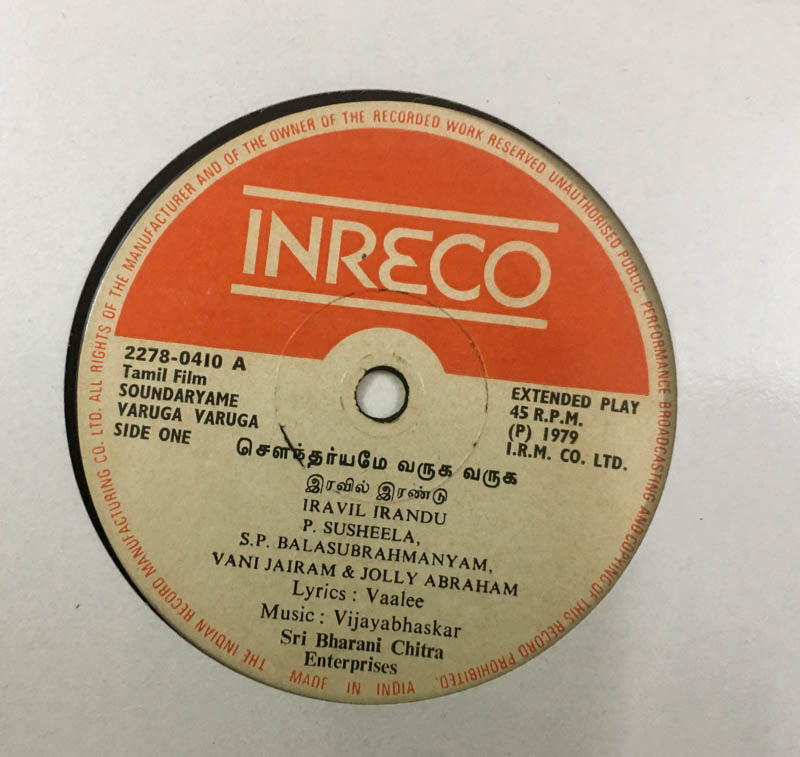 THE INDIAN RECORD MANUFACTURING CO. LTD. ALL RIGHTS OF THE MANUFACTURER AND OF THE OWNER OF THE RECORDED WORK RESERVED UNAUTHORISED PUBLIC PERFORMANCE BROADCASTING AND COPYING OF THIS RECORD PROHIBITED.
INRECO
2278-0410 A
Tamil Film
SOUNDARYAME
VARUGA VARUGA
SIDE ONE
EXTENDED PLAY
45 R.P.M.
(P) 1979
I.R.M. CO. LTD.
சௌந்தர்யமே வருக வருக
இரவில் இரண்டு
IRAVIL IRANDU
P. SUSHEELA,
S.P. BALASUBRAHMANYAM,
VANI JAIRAM & JOLLY ABRAHAM
Lyrics : Vaalee
Music : Vijayabhaskar
Sri Bharani Chitra
Enterprises
MADE IN INDIA